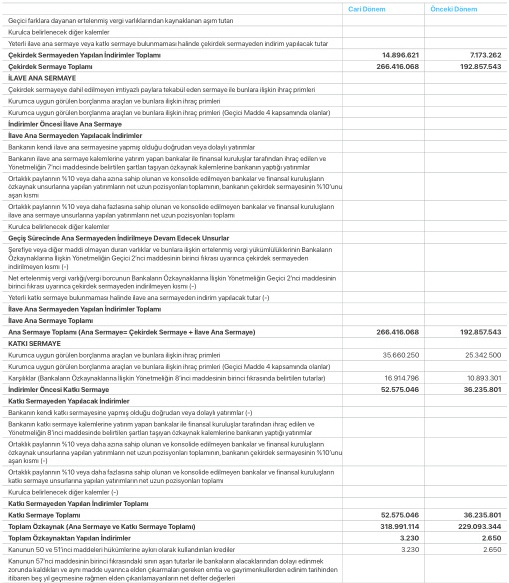 Cari Dönem Önceki Dönem
Geçici farklara dayanan ertelenmiş vergi varlıklarından kaynaklanan aşım tutarı
Kurulca belirlenecek diğer kalemler
Yeterli ilave ana sermaye veya katkı sermaye bulunmaması halinde çekirdek sermayeden indirim yapılacak tutar
Çekirdek Sermayeden Yapılan İndirimler Toplamı 14.896.621 7.173.262
Çekirdek Sermaye Toplamı 266.416.068 192.857.543
İLAVE ANA SERMAYE
Çekirdek sermayeye dahil edilmeyen imtiyazlı paylara tekabül eden sermaye ile bunlara ilişkin ihraç primleri
Kurumca uygun görülen borçlanma araçları ve bunlara ilişkin ihraç primleri
Kurumca uygun görülen borçlanma araçları ve bunlara ilişkin ihraç primleri (Geçici Madde 4 kapsamında olanlar)
İndirimler Öncesi İlave Ana Sermaye
İlave Ana Sermayeden Yapılacak İndirimler
Bankanın kendi ilave ana sermayesine yapmış olduğu doğrudan veya dolaylı yatırımlar
Bankanın ilave ana sermaye kalemlerine yatırım yapan bankalar ile finansal kuruluşlar tarafından ihraç edilen ve
Yönetmeliğin 7'nci maddesinde belirtilen şartları taşıyan özkaynak kalemlerine bankanın yaptığı yatırımlar
Ortaklık paylarının %10 veya daha azına sahip olunan ve konsolide edilmeyen bankalar ve finansal kuruluşların
özkaynak unsurlarına yapılan yatırımların net uzun pozisyonları toplamının, bankanın çekirdek sermayesinin %10'unu
aşan kısmı
Ortaklık paylarının %10 veya daha fazlasına sahip olunan ve konsolide edilmeyen bankalar ve finansal kuruluşların
ilave ana sermaye unsurlarına yapılan yatırımların net uzun pozisyonları toplamı
Kurulca belirlenecek diğer kalemler
Geçiş Sürecinde Ana Sermayeden İndirilmeye Devam Edecek Unsurlar
Şerefiye veya diğer maddi olmayan duran varlıklar ve bunlara ilişkin ertelenmiş vergi yükümlülüklerinin Bankaların
Özkaynaklarına İlişkin Yönetmeliğin Geçici 2'nci maddesinin birinci fıkrası uyarınca çekirdek sermayeden
indirilmeyen kısmı (-)
Net ertelenmiş vergi varlığı/vergi borcunun Bankaların Özkaynaklarına İlişkin Yönetmeliğin Geçici 2'nci maddesinin
birinci fıkrası uyarınca çekirdek sermayeden indirilmeyen kısmı (-)
Yeterli katkı sermaye bulunmaması halinde ilave ana sermayeden indirim yapılacak tutar (-)
İlave Ana Sermayeden Yapılan İndirimler Toplamı
İlave Ana Sermaye Toplamı
Ana Sermaye Toplamı (Ana Sermaye= Çekirdek Sermaye + İlave Ana Sermaye) 266.416.068 192.857.543
KATKI SERMAYE
Kurumca uygun görülen borçlanma araçları ve bunlara ilişkin ihraç primleri 35.660.250 25.342.500
Kurumca uygun görülen borçlanma araçları ve bunlara ilişkin ihraç primleri (Geçici Madde 4 kapsamında olanlar)
Karşılıklar (Bankaların Özkaynaklarına İlişkin Yönetmeliğin 8'inci maddesinin birinci fıkrasında belirtilen tutarlar) 16.914.796 10.893.301
İndirimler Öncesi Katkı Sermaye 52.575.046 36.235.801
Katkı Sermayeden Yapılacak İndirimler
Bankanın kendi katkı sermayesine yapmış olduğu doğrudan veya dolaylı yatırımlar (-)
Bankanın katkı sermaye kalemlerine yatırım yapan bankalar ile finansal kuruluşlar tarafından ihraç edilen ve
Yönetmeliğin 8'inci maddesinde belirtilen şartları taşıyan özkaynak kalemlerine bankanın yaptığı yatırımlar
Ortaklık paylarının %10 veya daha azına sahip olunan ve konsolide edilmeyen bankalar ve finansal kuruluşların
özkaynak unsurlarına yapılan yatırımların net uzun pozisyonları toplamının, bankanın çekirdek sermayesinin %10'unu
aşan kısmı (-)
Ortaklık paylarının %10 veya daha fazlasına sahip olunan ve konsolide edilmeyen bankalar ve finansal kuruluşların
katkı sermaye unsurlarına yapılan yatırımların net uzun pozisyonları toplamı
Kurulca belirlenecek diğer kalemler (-)
Katkı Sermayeden Yapılan İndirimler Toplamı
Katkı Sermaye Toplamı 52.575.046 36.235.801
Toplam Özkaynak (Ana Sermaye ve Katkı Sermaye Toplamı) 318.991.114 229.093.344
Toplam Özkaynaktan Yapılan İndirimler 3.230 2.650
Kanunun 50 ve 51'inci maddeleri hükümlerine aykırı olarak kullandırılan krediler 3.230 2.650
Kanunun 57'nci maddesinin birinci fıkrasındaki sınırı aşan tutarlar ile bankaların alacaklarından dolayı edinmek
zorunda kaldıkları ve aynı madde uyarınca elden çıkarmaları gereken emtia ve gayrimenkullerden edinim tarihinden
itibaren beş yıl geçmesine rağmen elden çıkarılamayanların net defter değerleri